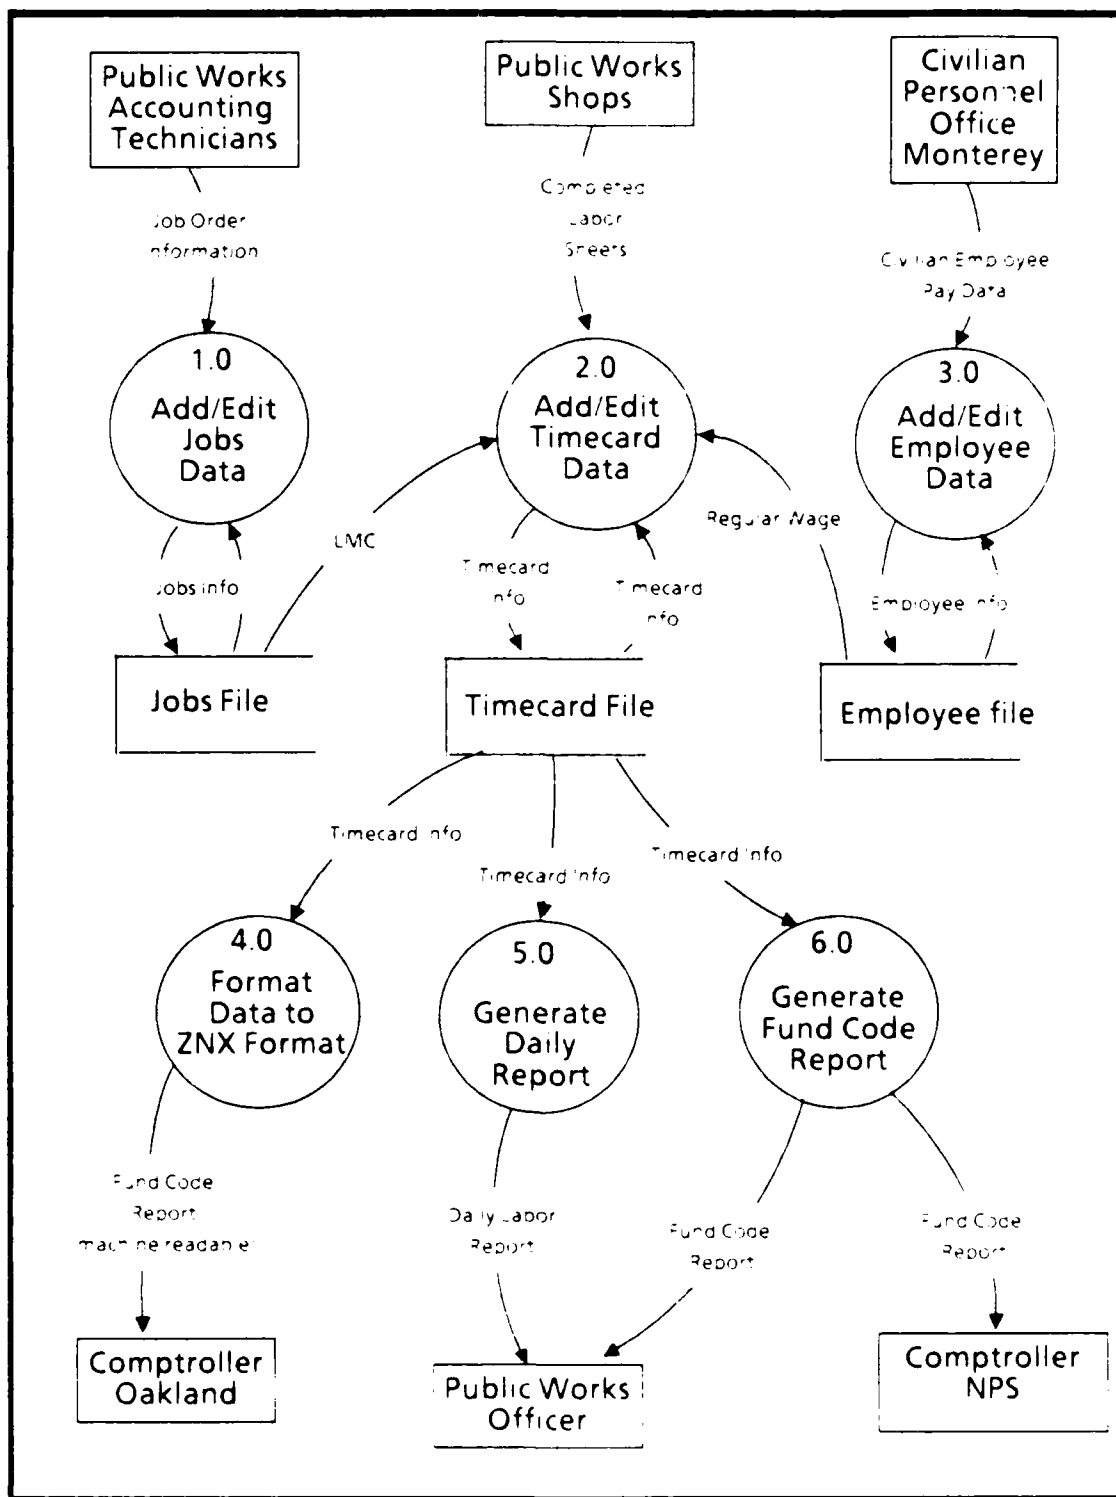 Public Works
Accounting
Technicians
Public Works
Shops
Civilian
Personnel
Office
Monterey
Job Order
Information
Completed
Labor
Sheets
Civilian Employee
Pay Data
1.0
Add/Edit
Jobs
Data
2.0
Add/Edit
Timecard
Data
3.0
Add/Edit
Employee
Data
Jobs info
LMC
Timecard
Info
Timecard
Info
Regular Wage
Employee info
Jobs File
Timecard File
Employee file
Timecard Info
Timecard Info
Timecard Info
4.0
Format
Data to
ZNX Format
5.0
Generate
Daily
Report
6.0
Generate
Fund Code
Report
Fund Code
Report
machine readable)
Daily Labor
Report
Fund Code
Report
Fund Code
Report
Comptroller
Oakland
Public Works
Officer
Comptroller
NPS